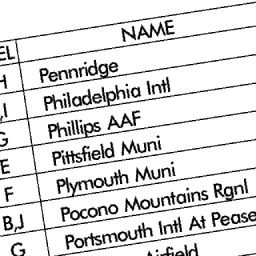 EL NAME
H Pennridge
,I Philadelphia Intl
G Phillips AAF
E Pittsfield Muni
F Plymouth Muni
B,J Pocono Mountains Rgnl
G Portsmouth Intl At Pease
Airfield